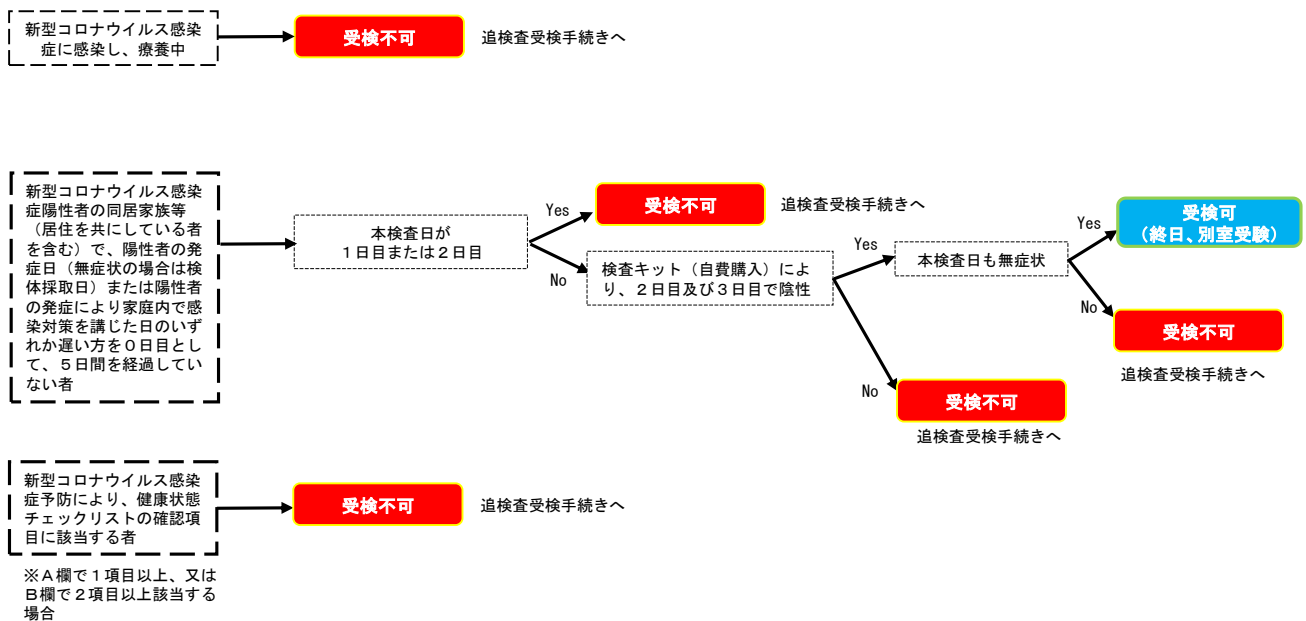 新型コロナウイルス感染
症に感染し、療養中
受検不可
追検査受検手続きへ
新型コロナウイルス感染
症陽性者の同居家族等
（居住を共にしている者
を含む）で、陽性者の発
症日（無症状の場合は検
体採取日）または陽性者
の発症により家庭内で感
染対策を講じた日のいず
れか遅い方を０日目とし
て、５日間を経過してい
ない者
本検査日が
１日目または２日目
Yes
受検不可
追検査受検手続きへ
No
検査キット（自費購入）によ
り、２日目及び３日目で陰性
Yes
本検査日も無症状
Yes
受検可
（終日、別室受験）
No
受検不可
追検査受検手続きへ
No
受検不可
追検査受検手続きへ
新型コロナウイルス感染
症予防により、健康状態
チェックリストの確認項
目に該当する者
受検不可
追検査受検手続きへ
※Ａ欄で１項目以上、又は
Ｂ欄で２項目以上該当する
場合